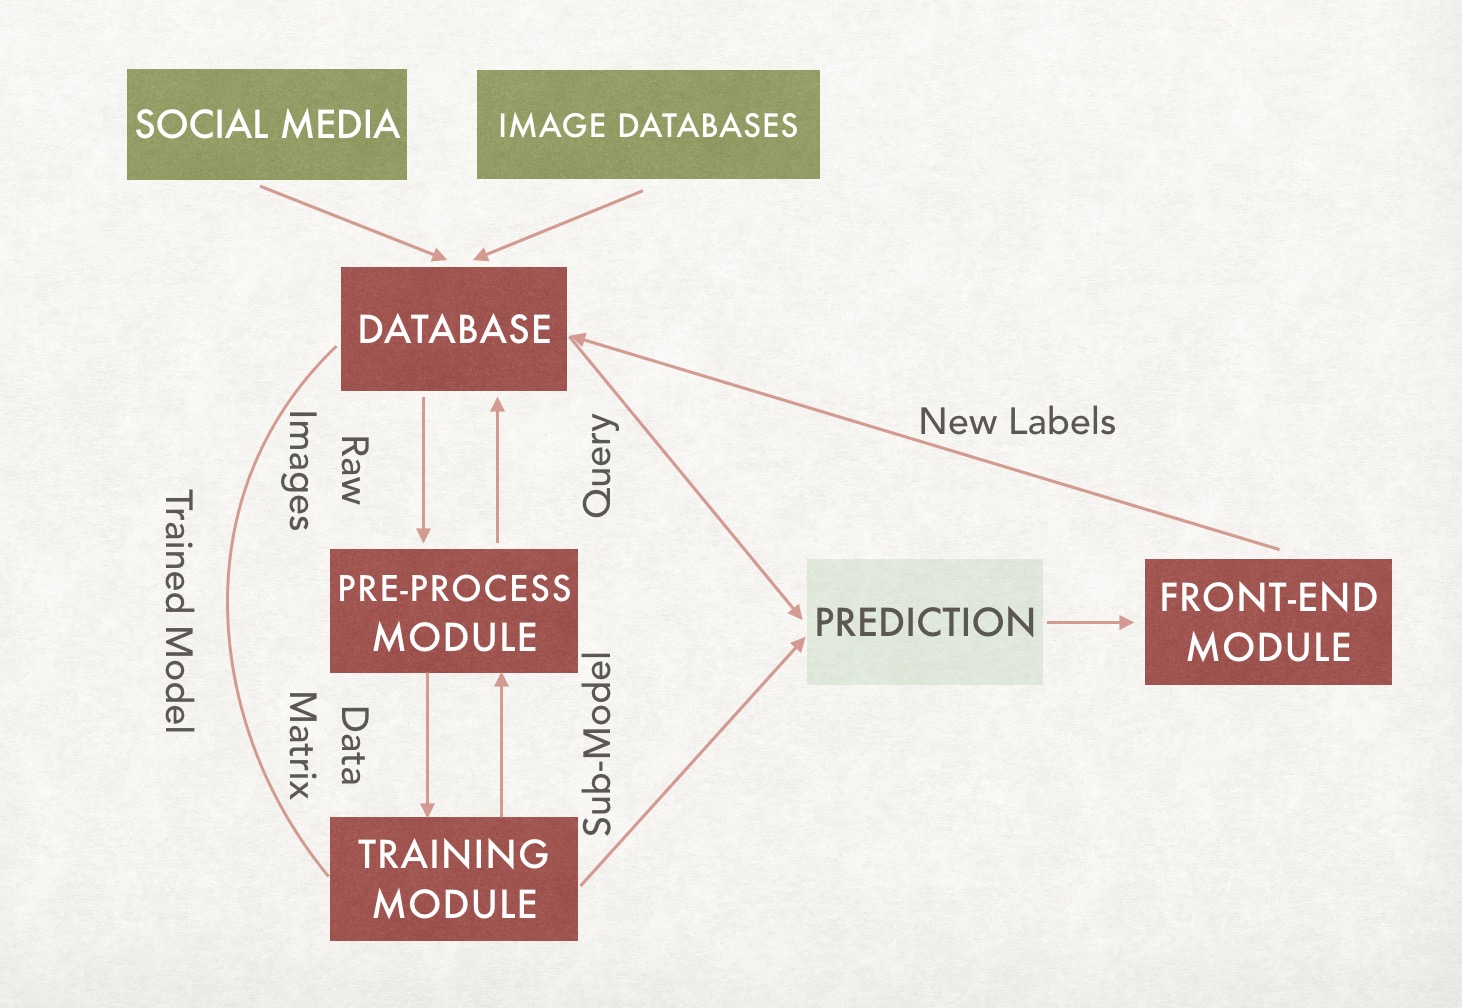 SOCIAL MEDIA
IMAGE DATABASES
DATABASE
New Labels
Raw
Images
Query
Trained Model
PRE-PROCESS
MODULE
PREDICTION
FRONT-END
MODULE
Data
Matrix
Sub-Model
TRAINING
MODULE